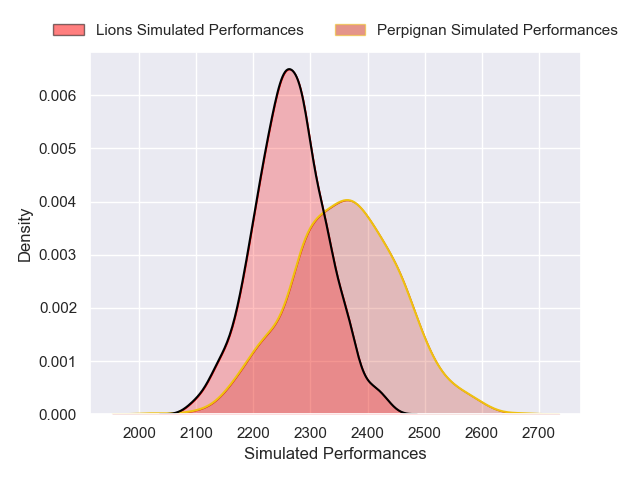 Lions Simulated Performances Perpignan Simulated Performances
0.006
0.005
0.004
0.003
0.002
0.001
0.000
Density
2000 2100 2200 2300 2400 2500 2600 2700
Simulated Performances